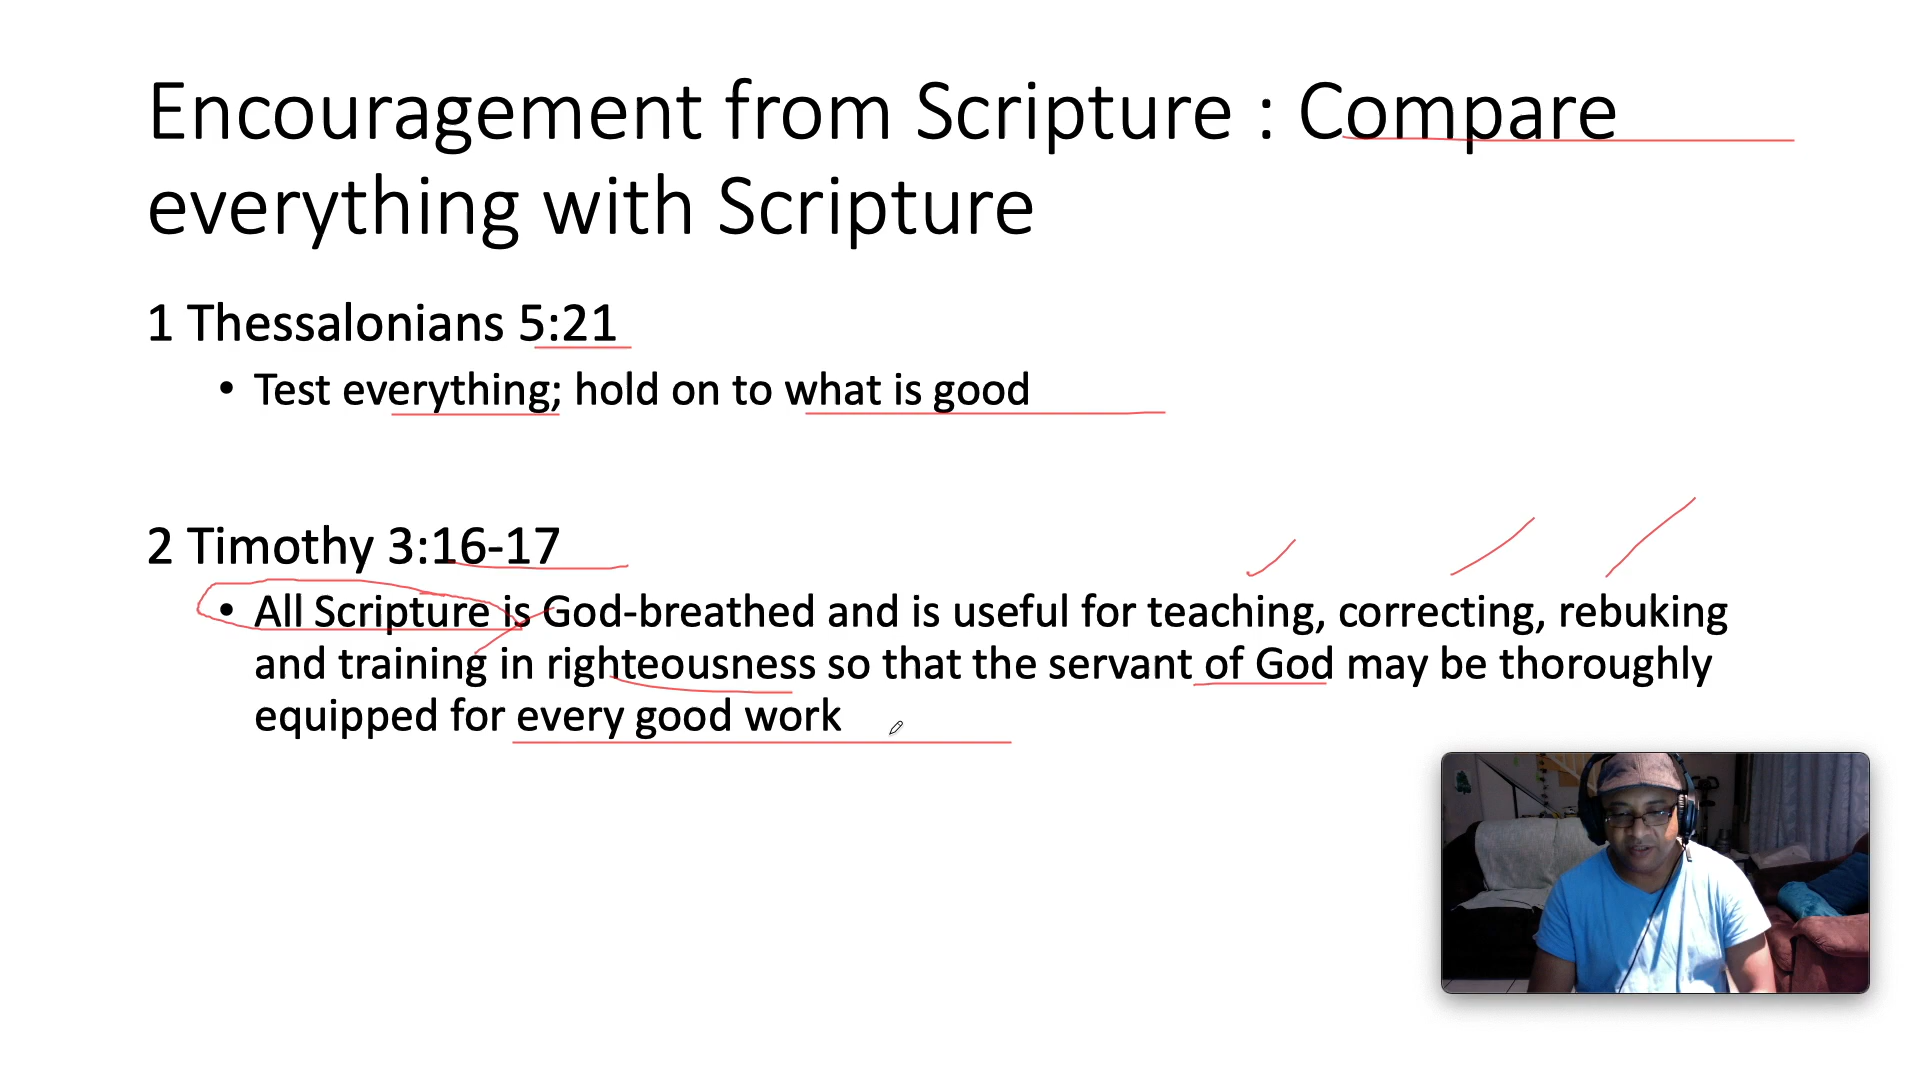 Encouragement from Scripture : Compare
everything with Scripture
1 Thessalonians 5:21
• Test everything; hold on to what is good
2 Timothy 3:16-17
• All Scripture is God-breathed and is useful for teaching, correcting, rebuking
and training in righteousness so that the servant of God may be thoroughly
equipped for every good work